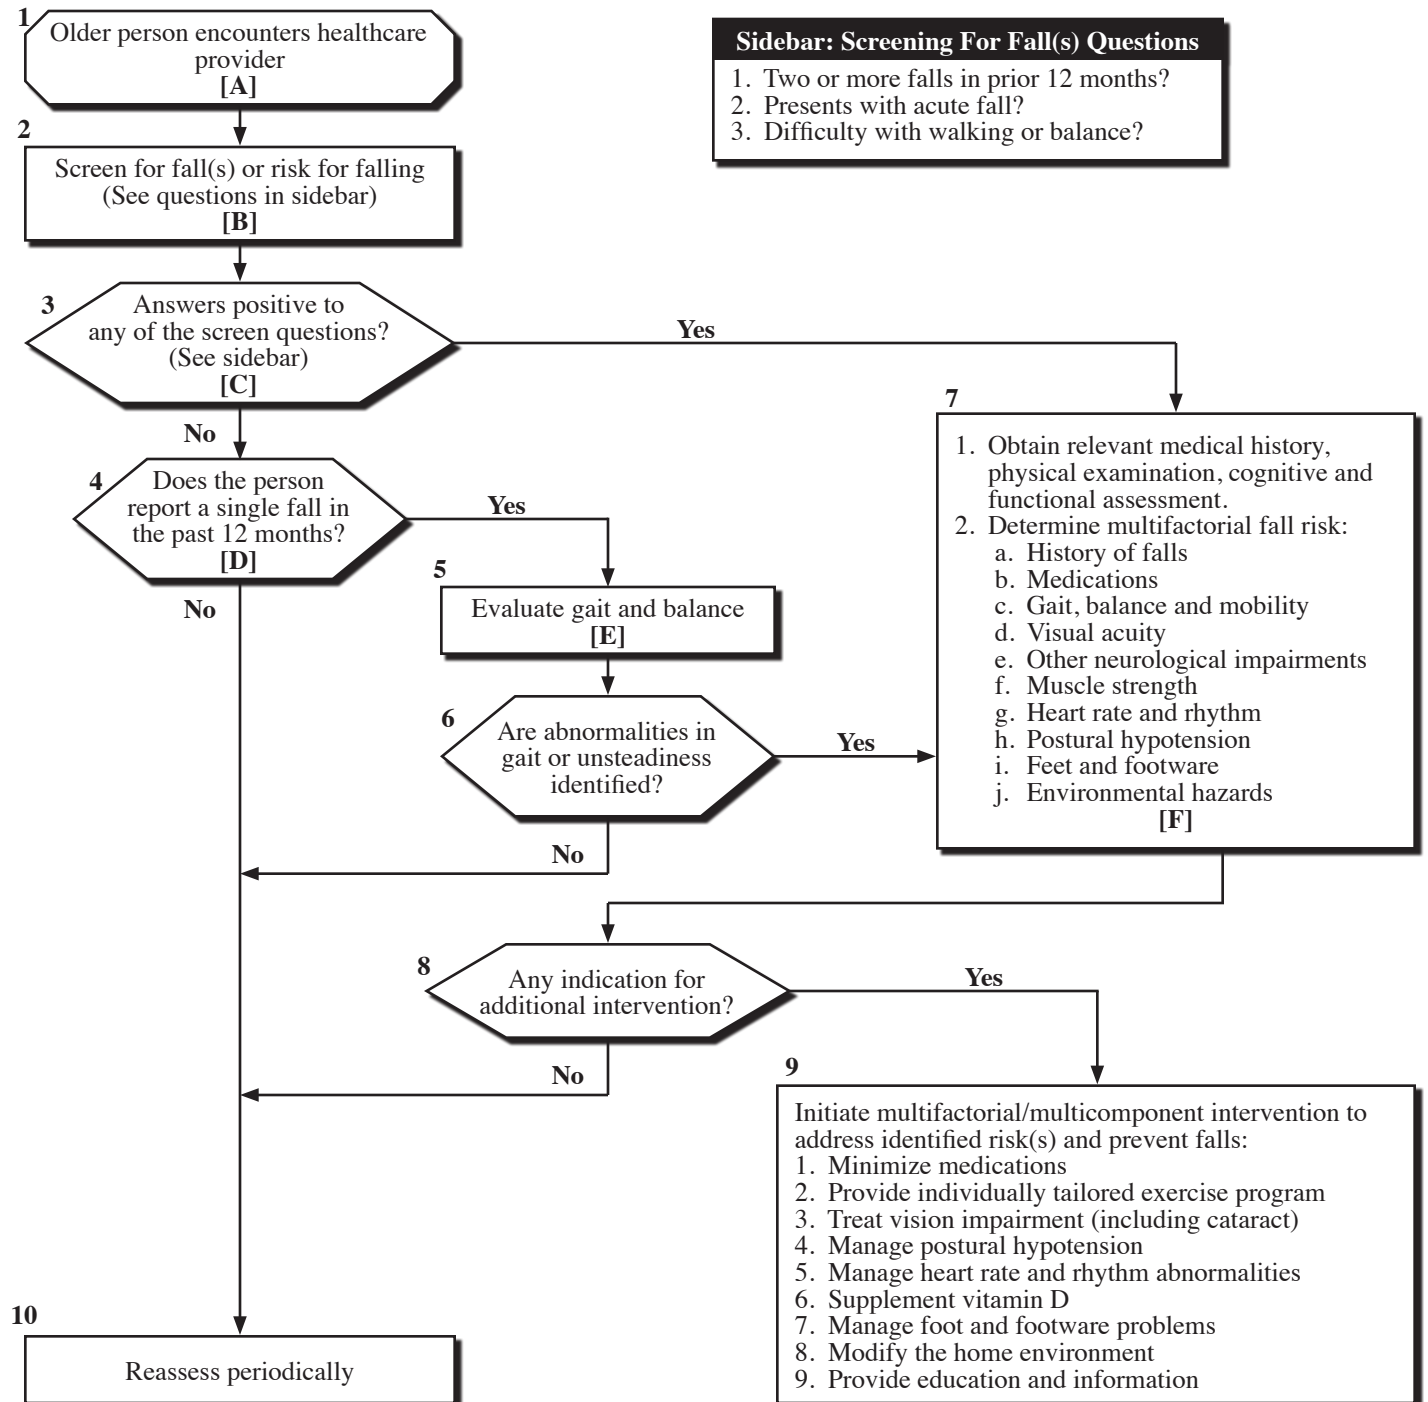 1
Older person encounters healthcare
provider
[A]
Sidebar: Screening For Fall(s) Questions
1. Two or more falls in prior 12 months?
2. Presents with acute fall?
3. Difficulty with walking or balance?
2
Screen for fall(s) or risk for falling
(See questions in sidebar)
[B]
3
Answers positive to
any of the screen questions?
(See sidebar)
[C]
Yes
No
4
Does the person
report a single fall in
the past 12 months?
[D]
Yes
No
5
Evaluate gait and balance
[E]
6
Are abnormalities in
gait or unsteadiness
identified?
Yes
No
7
1. Obtain relevant medical history,
physical examination, cognitive and
functional assessment.
2. Determine multifactorial fall risk:
a. History of falls
b. Medications
c. Gait, balance and mobility
d. Visual acuity
e. Other neurological impairments
f. Muscle strength
g. Heart rate and rhythm
h. Postural hypotension
i. Feet and footware
j. Environmental hazards
[F]
8
Any indication for
additional intervention?
Yes
No
9
Initiate multifactorial/multicomponent intervention to
address identified risk(s) and prevent falls:
1. Minimize medications
2. Provide individually tailored exercise program
3. Treat vision impairment (including cataract)
4. Manage postural hypotension
5. Manage heart rate and rhythm abnormalities
6. Supplement vitamin D
7. Manage foot and footware problems
8. Modify the home environment
9. Provide education and information
10
Reassess periodically